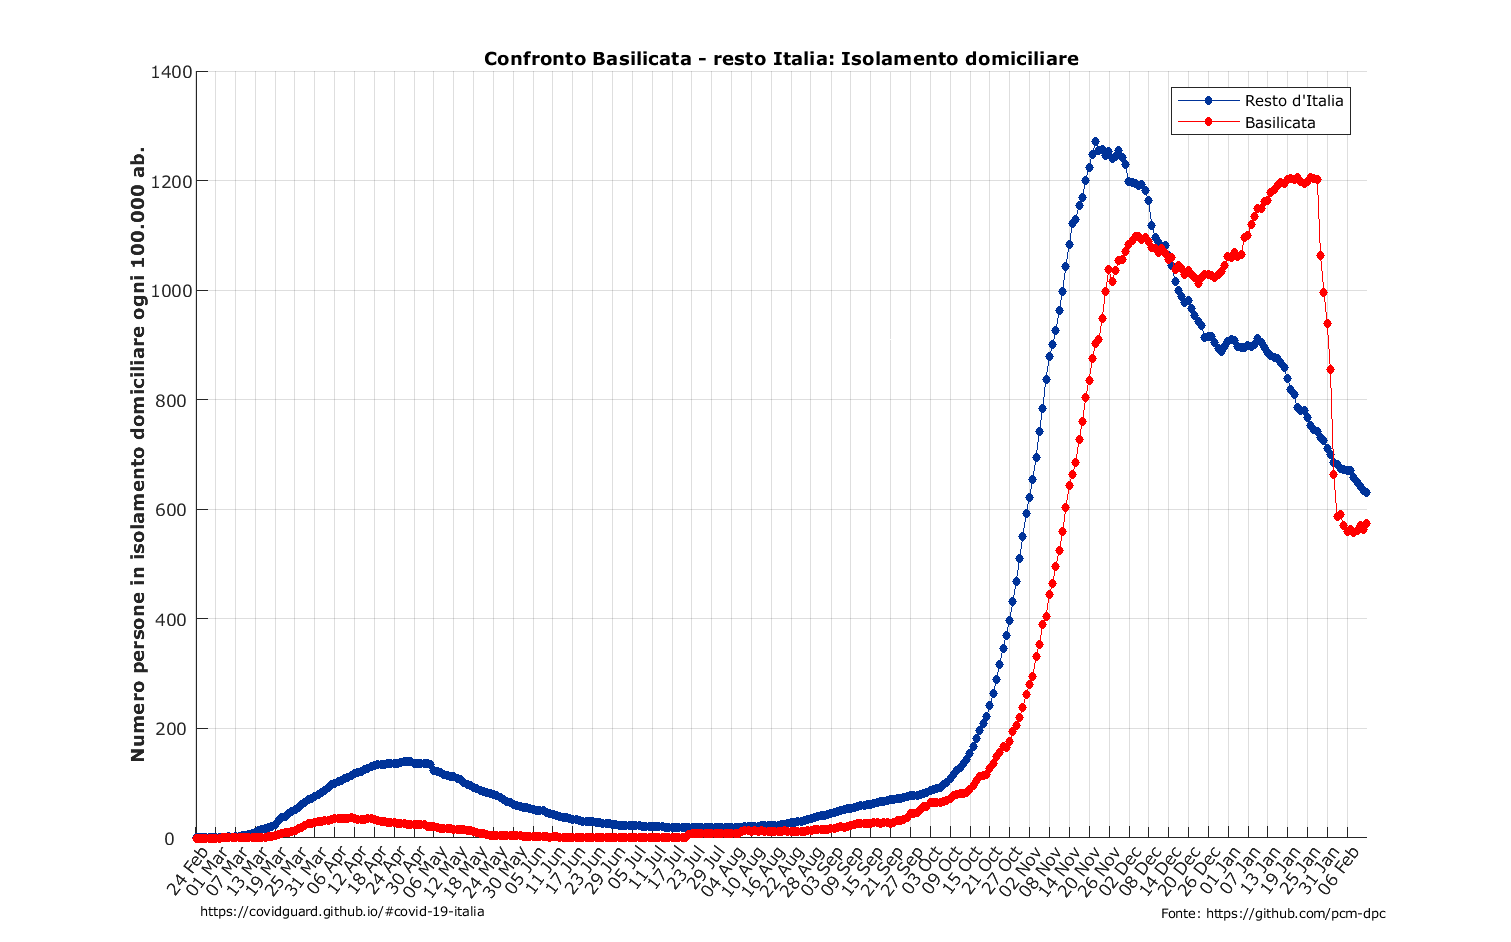 Confronto Basilicata - resto Italia: Isolamento domiciliare
Numero persone in isolamento domiciliare ogni 100.000 ab.
1400
1200
1000
800
600
400
200
0
Resto d'Italia
Basilicata
24 Feb
01 Mar
07 Mar
13 Mar
19 Mar
25 Mar
31 Mar
06 Apr
12 Apr
18 Apr
24 Apr
30 Apr
06 May
12 May
18 May
24 May
30 May
05 Jun
11 Jun
17 Jun
23 Jun
29 Jun
05 Jul
11 Jul
17 Jul
23 Jul
29 Jul
04 Aug
10 Aug
16 Aug
22 Aug
28 Aug
03 Sep
09 Sep
15 Sep
21 Sep
27 Sep
03 Oct
09 Oct
15 Oct
21 Oct
27 Oct
02 Nov
08 Nov
14 Nov
20 Nov
26 Nov
02 Dec
08 Dec
14 Dec
20 Dec
26 Dec
01 Jan
07 Jan
13 Jan
19 Jan
25 Jan
31 Jan
06 Feb
https://covidguard.github.io/#covid-19-italia
Fonte: https://github.com/pcm-dpc